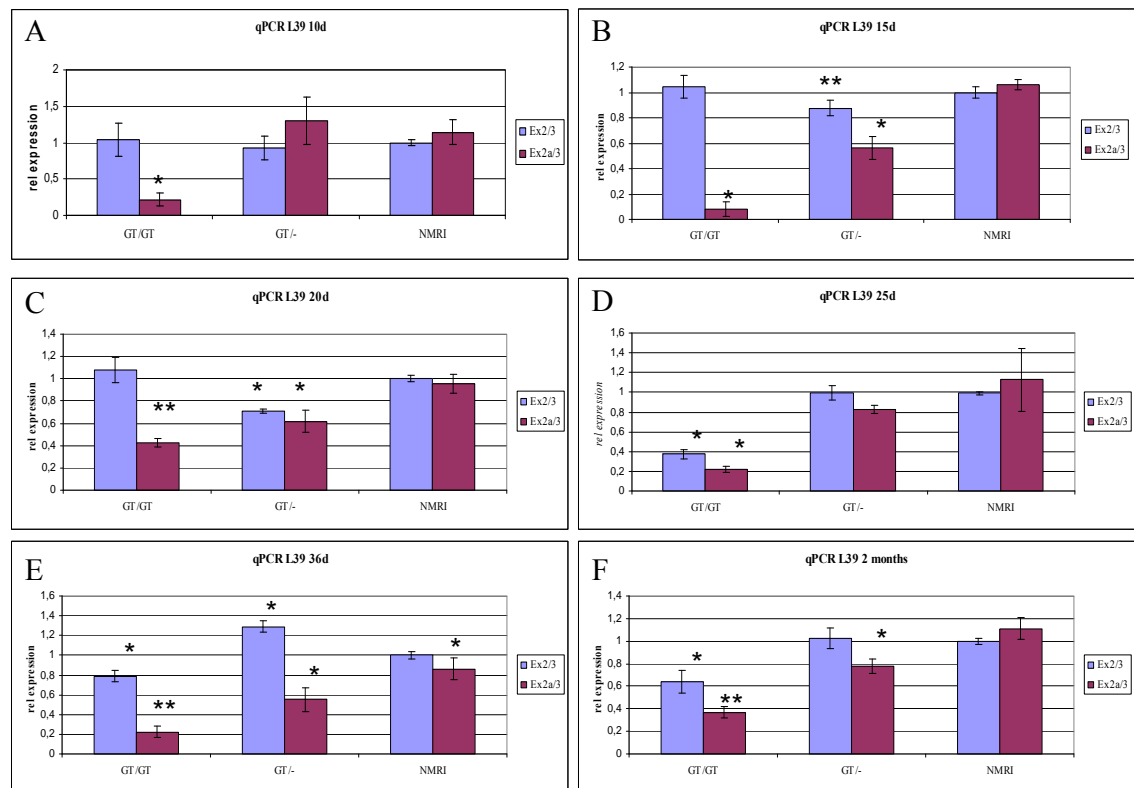 A
qPCR L39 10d
rel expression
2
1,5
1
0,5
0
*
GT/GT
GT/-
NMRI
Ex2/3
Ex2a/3
B
qPCR L39 15d
rel expression
1,2
1
0,8
0,6
0,4
0,2
0
*
**
*
GT/GT
GT/-
NMRI
Ex2/3
Ex2a/3
C
qPCR L39 20d
rel expression
1,4
1,2
1
0,8
0,6
0,4
0,2
0
**
*
*
GT/GT
GT/-
NMRI
Ex2/3
Ex2a/3
D
qPCR L39 25d
rel expression
1,6
1,4
1,2
1
0,8
0,6
0,4
0,2
0
*
*
GT/GT
GT/-
NMRI
Ex2/3
Ex2a/3
E
qPCR L39 36d
rel expression
1,6
1,4
1,2
1
0,8
0,6
0,4
0,2
0
*
**
*
*
*
GT/GT
GT/-
NMRI
Ex2/3
Ex2a/3
F
qPCR L39 2 months
rel expression
1,4
1,2
1
0,8
0,6
0,4
0,2
0
*
**
*
GT/GT
GT/-
NMRI
Ex2/3
Ex2a/3